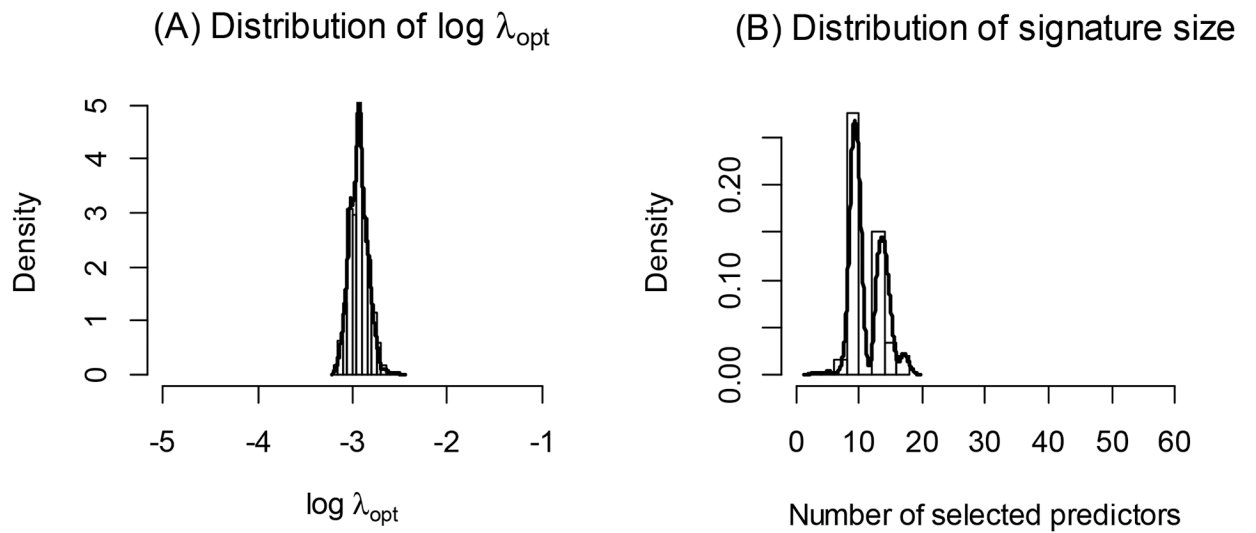 (A) Distribution of log λopt
(B) Distribution of signature size
Density
5
4
3
2
1
0
-5 -4 -3 -2 -1
log λopt
Density
0.20
0.10
0.00
0 10 20 30 40 50 60
Number of selected predictors